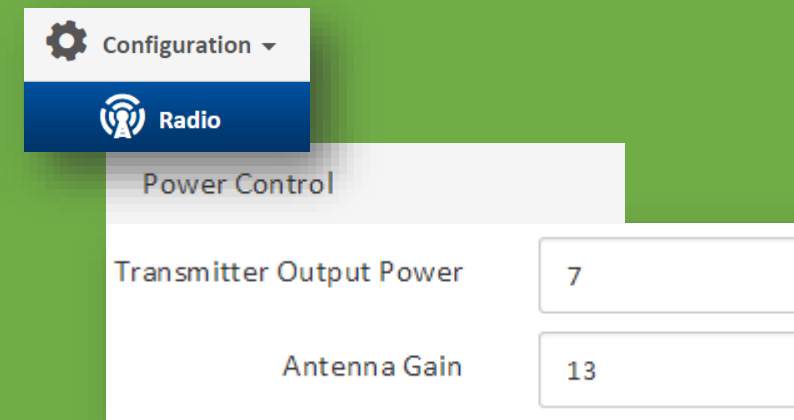 Configuration
Radio
Power Control
Transmitter Output Power 7
Antenna Gain 13